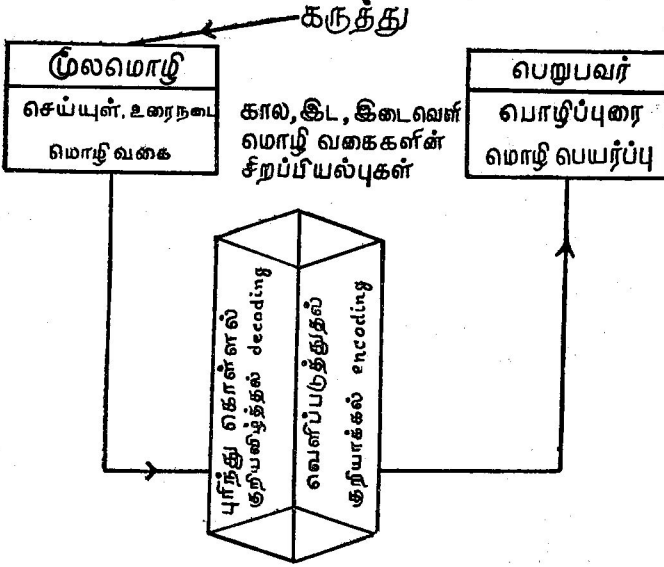 கருத்து
மூலமொழி
செய்யுள், உரைநடை
மொழி வகை
கால, இட, இடைவெளி
மொழி வகைகளின்
சிறப்பியல்புகள்
பெறுபவர்
பொழிப்புரை
மொழி பெயர்ப்பு
புரிந்து கொள்ளல்
குறியவிழ்த்தல் decoding
வெளிப்படுத்துதல்
குறியாக்கல் encoding